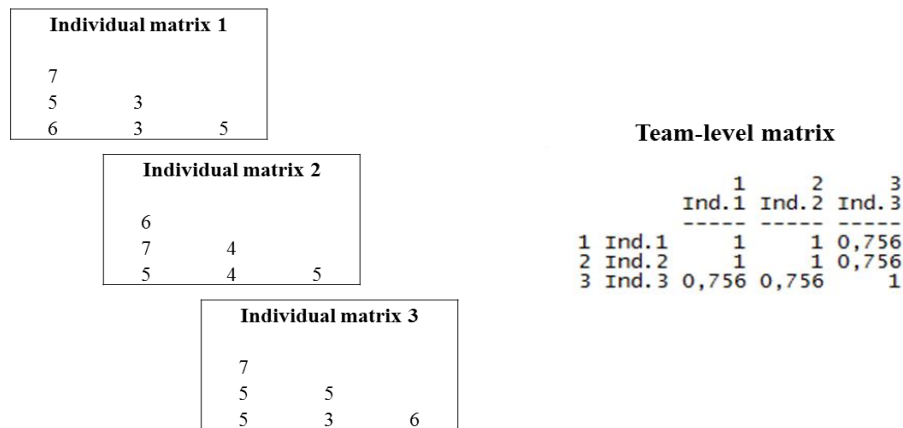 Individual matrix 1
7
5 3
6 3 5
Individual matrix 2
6
7 4
5 4 5
Individual matrix 3
7
5 5
5 3 6
Team-level matrix
1 2 3
Ind.1 Ind.2 Ind.3
----- ----- -----
1 Ind.1 1 1 0,756
2 Ind.2 1 1 0,756
3 Ind.3 0,756 0,756 1